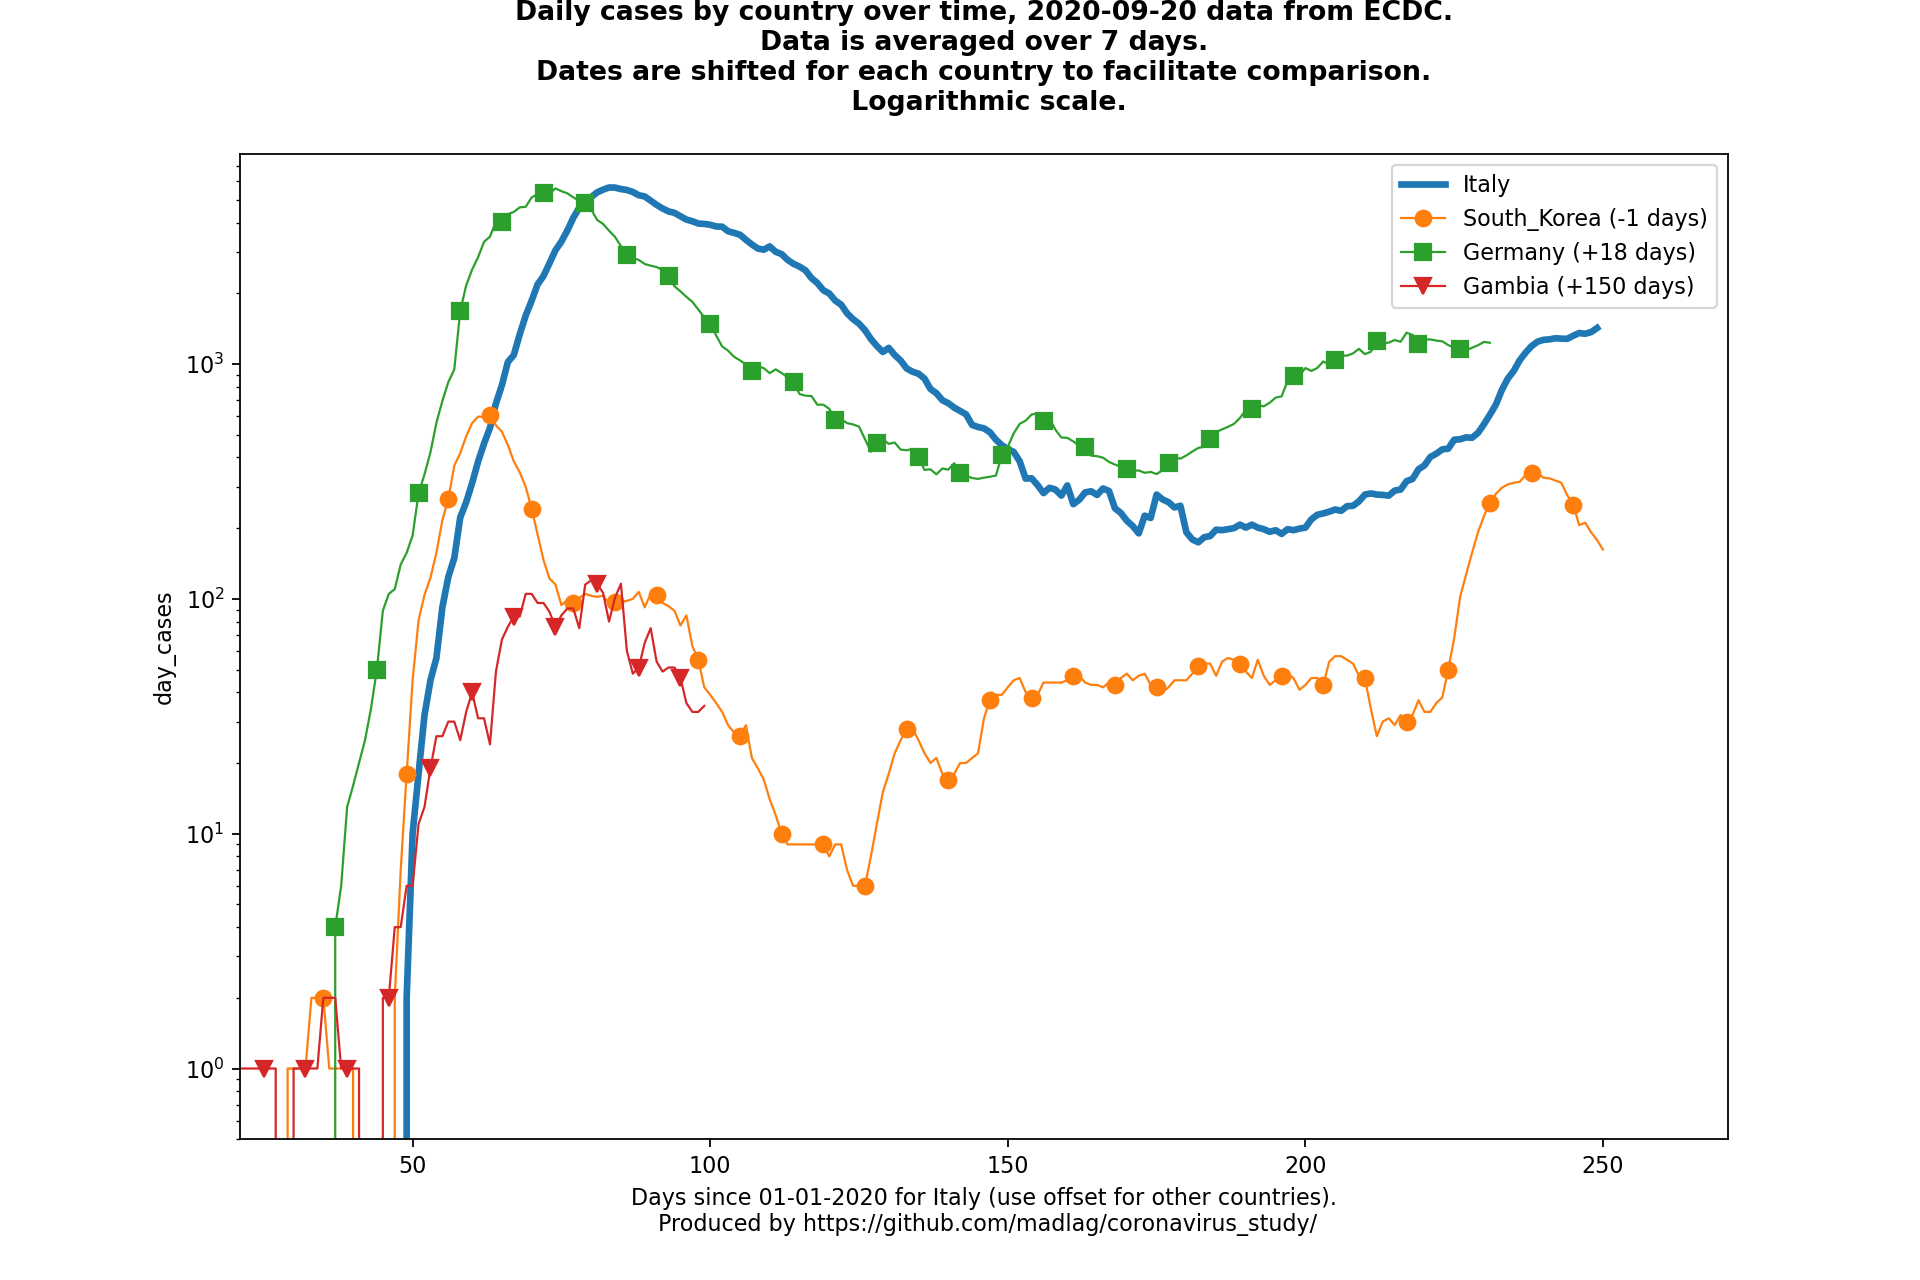 Daily cases by country over time, 2020-09-20 data from ECDC.
Data is averaged over 7 days.
Dates are shifted for each country to facilitate comparison.
Logarithmic scale.
Italy
South_Korea (-1 days)
Germany (+18 days)
Gambia (+150 days)
day_cases
10³
10²
10¹
10⁰
50 100 150 200 250
Days since 01-01-2020 for Italy (use offset for other countries).
Produced by https://github.com/madlag/coronavirus_study/